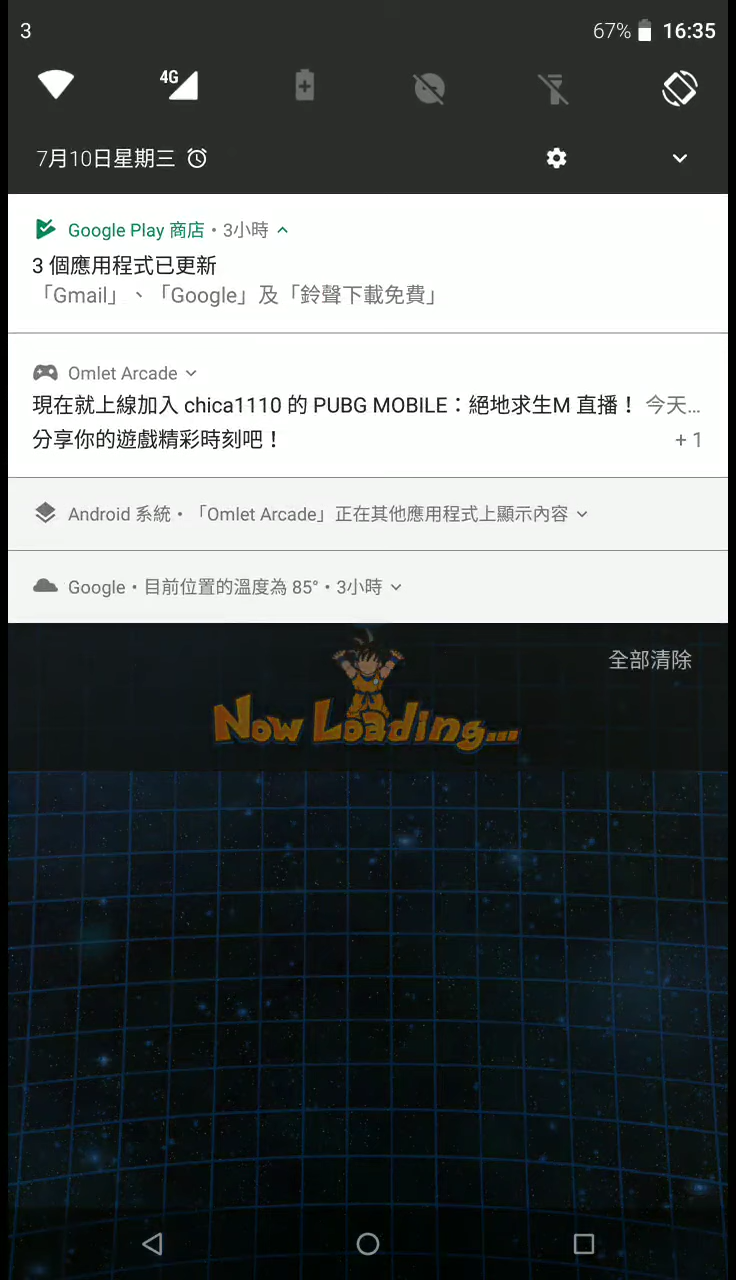 3
67%
16:35
4G
7月10日星期三
Google Play 商店 • 3小時
3 個應用程式已更新
「Gmail」、「Google」及「鈴聲下載免費」
Omlet Arcade
現在就上線加入 chica1110 的 PUBG MOBILE：絕地求生M 直播！ 今天…
分享你的遊戲精彩時刻吧！
+ 1
Android 系統 • 「Omlet Arcade」正在其他應用程式上顯示內容
Google • 目前位置的溫度為 85° • 3小時
全部清除
Now Loading...